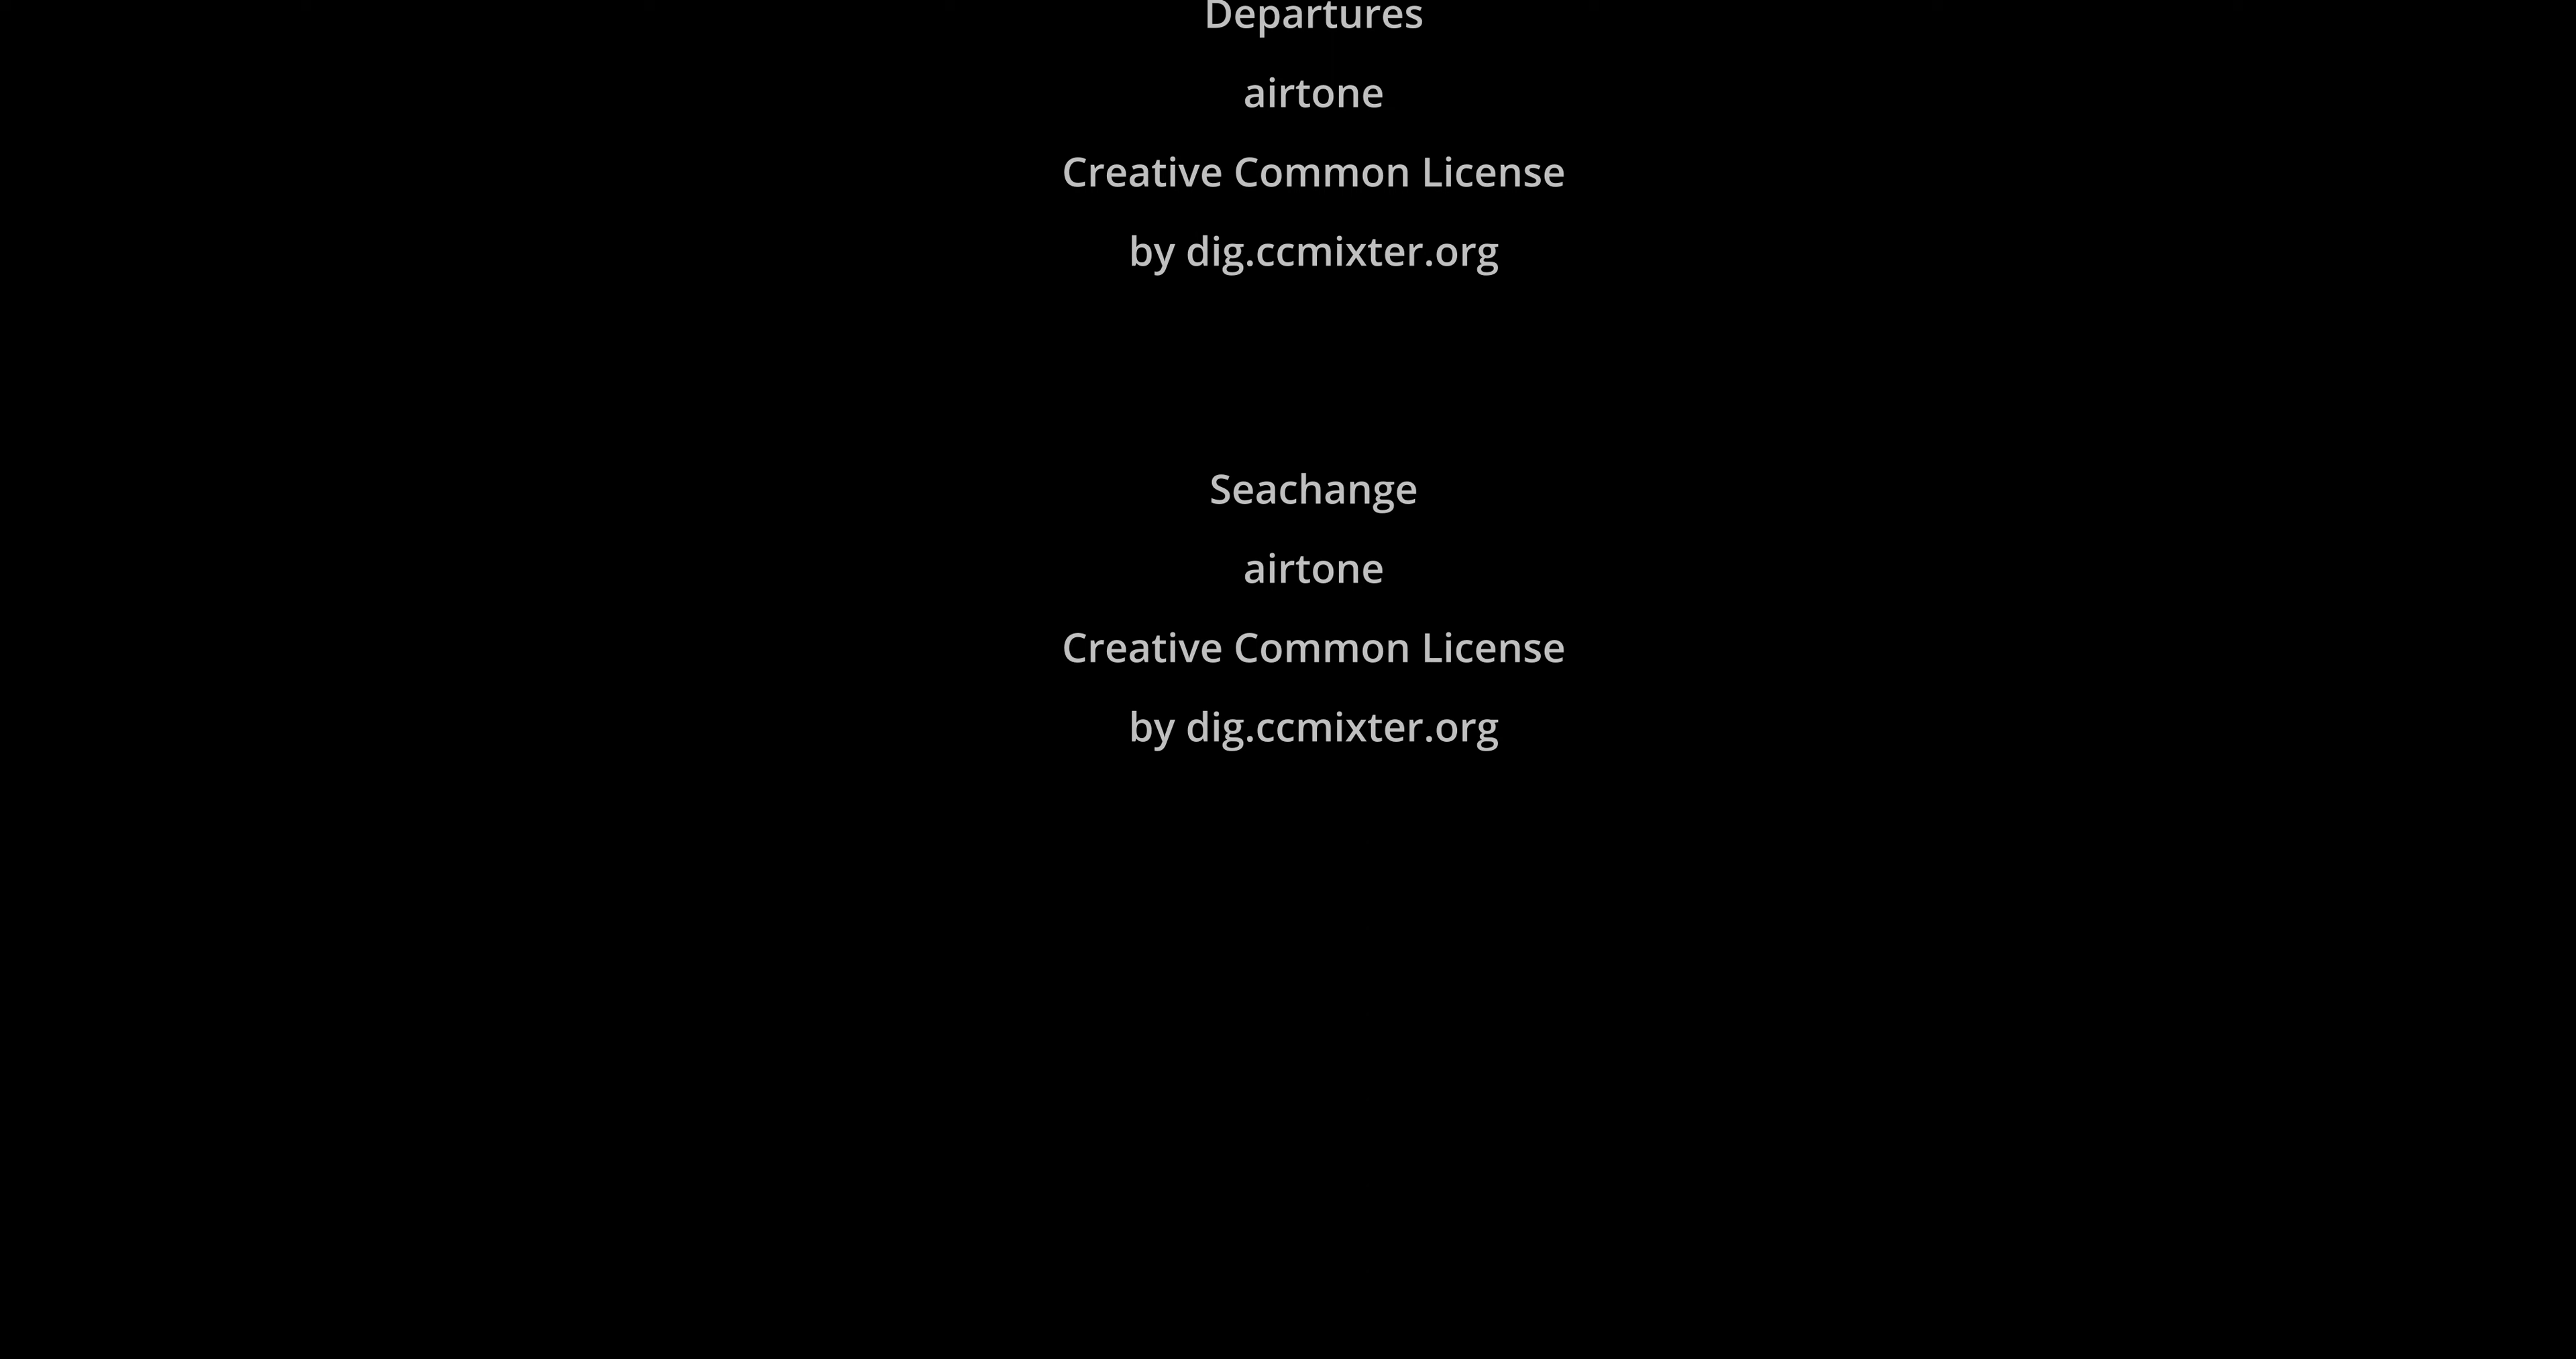 Departures
airtone
Creative Common License
by dig.ccmixter.org
Seachange
airtone
Creative Common License
by dig.ccmixter.org